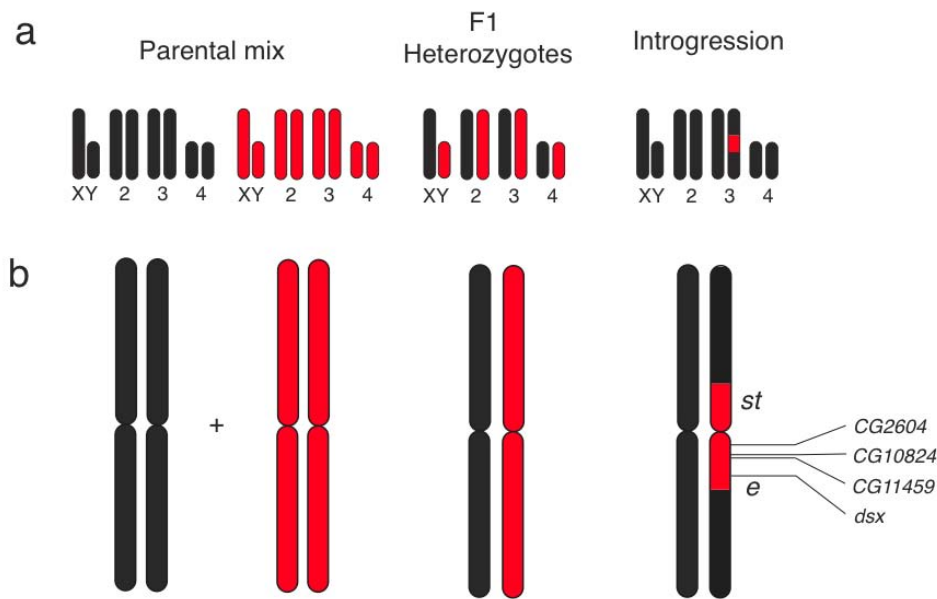 a
Parental mix
F1
Heterozygotes
Introgression
XY 2 3 4
XY 2 3 4
XY 2 3 4
XY 2 3 4
b
+
st
e
CG2604
CG10824
CG11459
dsx